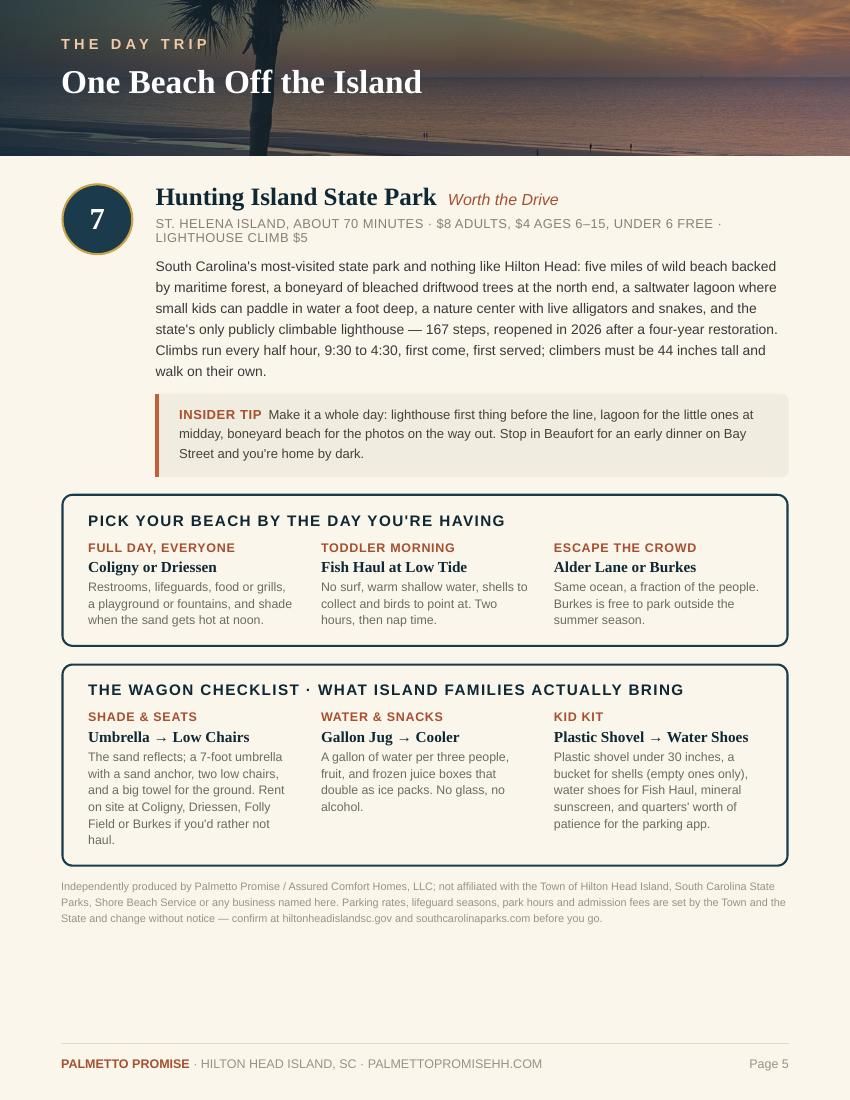 THE DAY TRIP
One Beach Off the Island
7
Hunting Island State Park Worth the Drive
ST. HELENA ISLAND, ABOUT 70 MINUTES · $8 ADULTS, $4 AGES 6–15, UNDER 6 FREE ·
LIGHTHOUSE CLIMB $5
South Carolina's most-visited state park and nothing like Hilton Head: five miles of wild beach backed
by maritime forest, a boneyard of bleached driftwood trees at the north end, a saltwater lagoon where
small kids can paddle in water a foot deep, a nature center with live alligators and snakes, and the
state's only publicly climbable lighthouse — 167 steps, reopened in 2026 after a four-year restoration.
Climbs run every half hour, 9:30 to 4:30, first come, first served; climbers must be 44 inches tall and
walk on their own.
INSIDER TIP Make it a whole day: lighthouse first thing before the line, lagoon for the little ones at
midday, boneyard beach for the photos on the way out. Stop in Beaufort for an early dinner on Bay
Street and you're home by dark.
PICK YOUR BEACH BY THE DAY YOU'RE HAVING
FULL DAY, EVERYONE
Coligny or Driessen
Restrooms, lifeguards, food or grills,
a playground or fountains, and shade
when the sand gets hot at noon.
TODDLER MORNING
Fish Haul at Low Tide
No surf, warm shallow water, shells to
collect and birds to point at. Two
hours, then nap time.
ESCAPE THE CROWD
Alder Lane or Burkes
Same ocean, a fraction of the people.
Burkes is free to park outside the
summer season.
THE WAGON CHECKLIST · WHAT ISLAND FAMILIES ACTUALLY BRING
SHADE & SEATS
Umbrella → Low Chairs
The sand reflects; a 7-foot umbrella
with a sand anchor, two low chairs,
and a big towel for the ground. Rent
on site at Coligny, Driessen, Folly
Field or Burkes if you'd rather not
haul.
WATER & SNACKS
Gallon Jug → Cooler
A gallon of water per three people,
fruit, and frozen juice boxes that
double as ice packs. No glass, no
alcohol.
KID KIT
Plastic Shovel → Water Shoes
Plastic shovel under 30 inches, a
bucket for shells (empty ones only),
water shoes for Fish Haul, mineral
sunscreen, and quarters' worth of
patience for the parking app.
Independently produced by Palmetto Promise / Assured Comfort Homes, LLC; not affiliated with the Town of Hilton Head Island, South Carolina State
Parks, Shore Beach Service or any business named here. Parking rates, lifeguard seasons, park hours and admission fees are set by the Town and the
State and change without notice — confirm at hiltonheadislandsc.gov and southcarolinaparks.com before you go.
PALMETTO PROMISE · HILTON HEAD ISLAND, SC · PALMETTOPROMISEHH.COM
Page 5